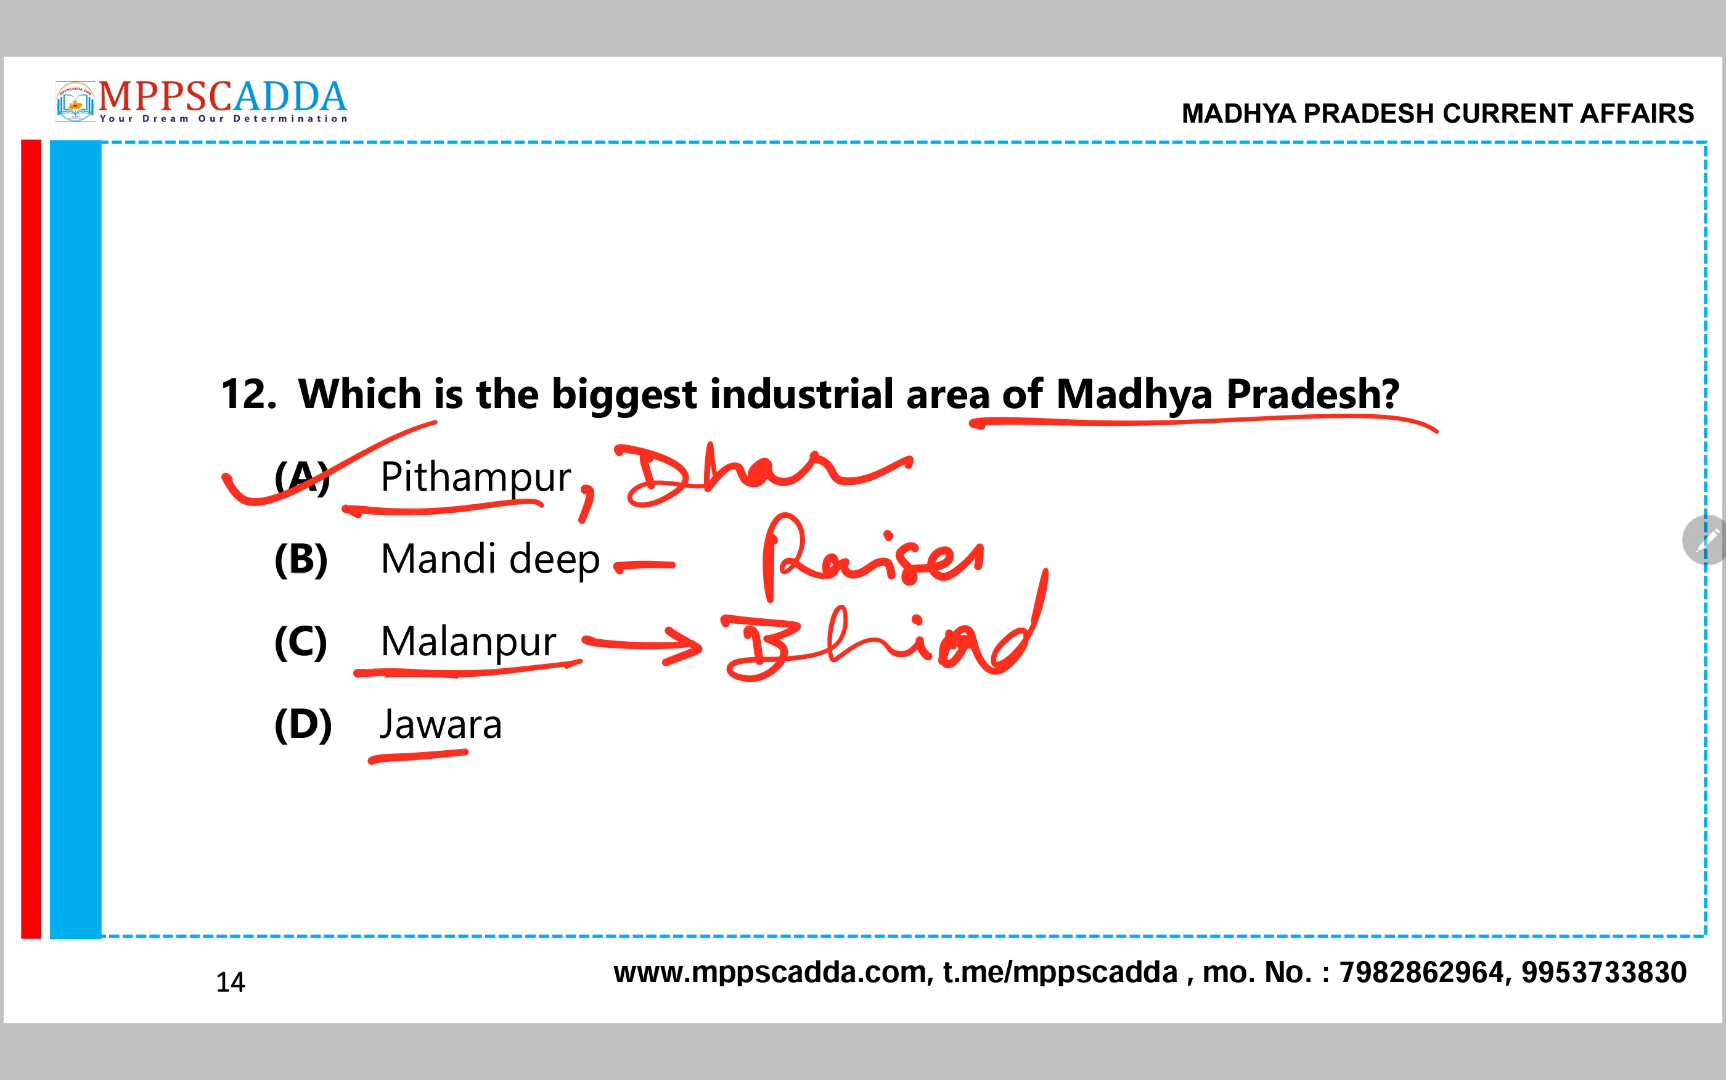 MPPSCADDA
Your Dream Our Determination
MADHYA PRADESH CURRENT AFFAIRS
12. Which is the biggest industrial area of Madhya Pradesh?
(A) Pithampur, Dhar
(B) Mandi deep — Raisen
(C) Malanpur → Bhind
(D) Jawara
14
www.mppscadda.com, t.me/mppscadda , mo. No. : 7982862964, 9953733830